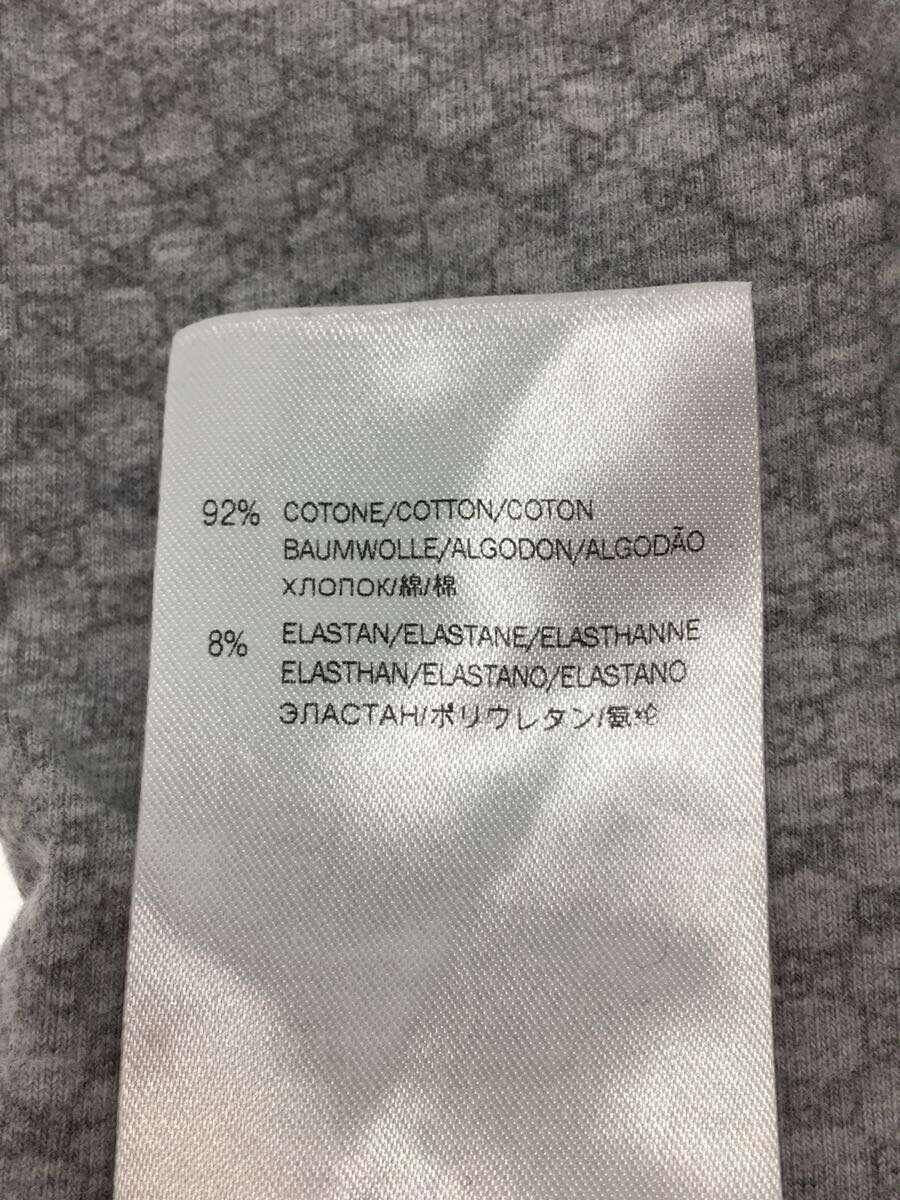 92% COTONE/COTTON/COTON
BAUMWOLLE/ALGODON/ALGODÃO
ХЛОПОК/綿/棉
8% ELASTAN/ELASTANE/ELASTHANNE
ELASTHAN/ELASTANO/ELASTANO
ЭЛАСТАН/ポリウレタン/氨纶